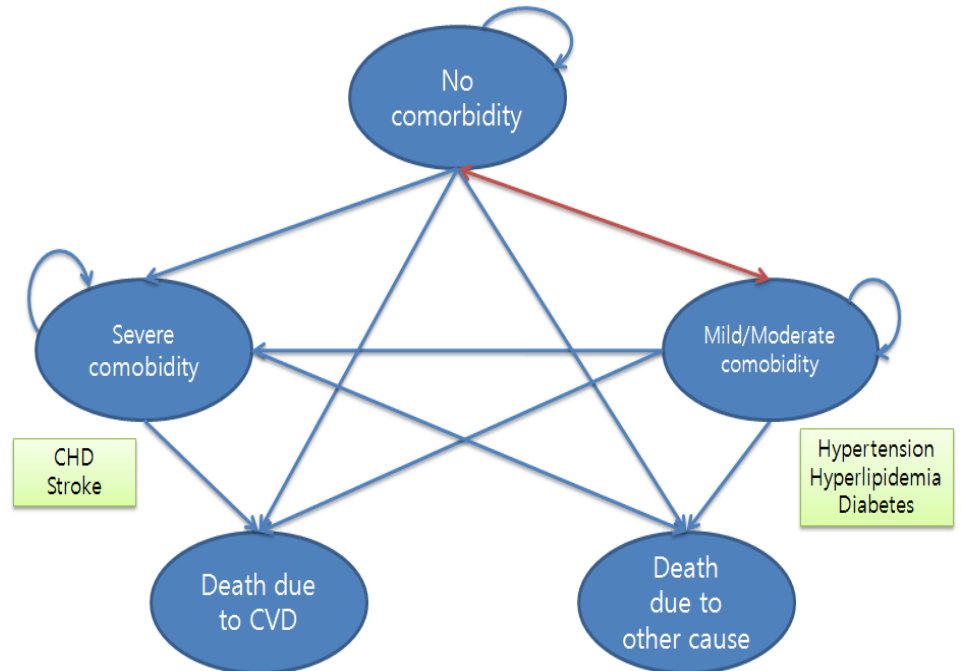 No
comorbidity
Severe
comobidity
Mild/Moderate
comobidity
CHD
Stroke
Hypertension
Hyperlipidemia
Diabetes
Death due
to CVD
Death
due to
other cause